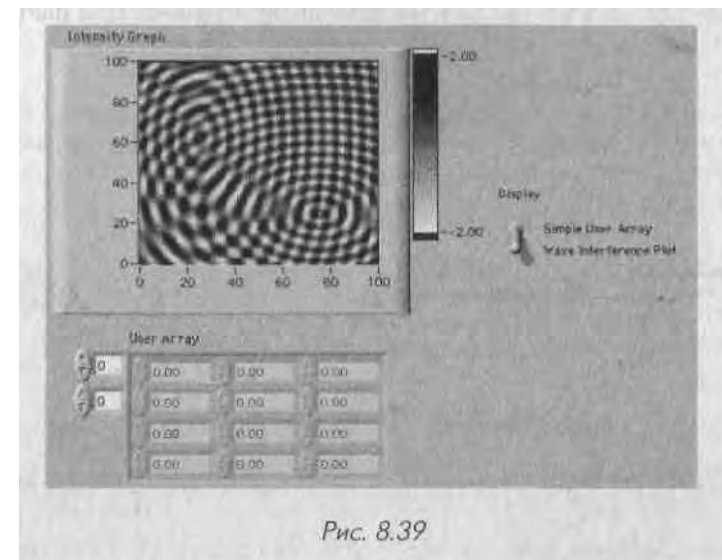 Intensity Graph
100
80
60
40
20
0
0 20 40 60 80 100
2.00
-2.00
Display
Simple User Array
Wave Interference Plot
User Array
0 0.00 0.00 0.00
0 0.00 0.00 0.00
0.00 0.00 0.00
0.00 0.00 0.00
Рис. 8.39